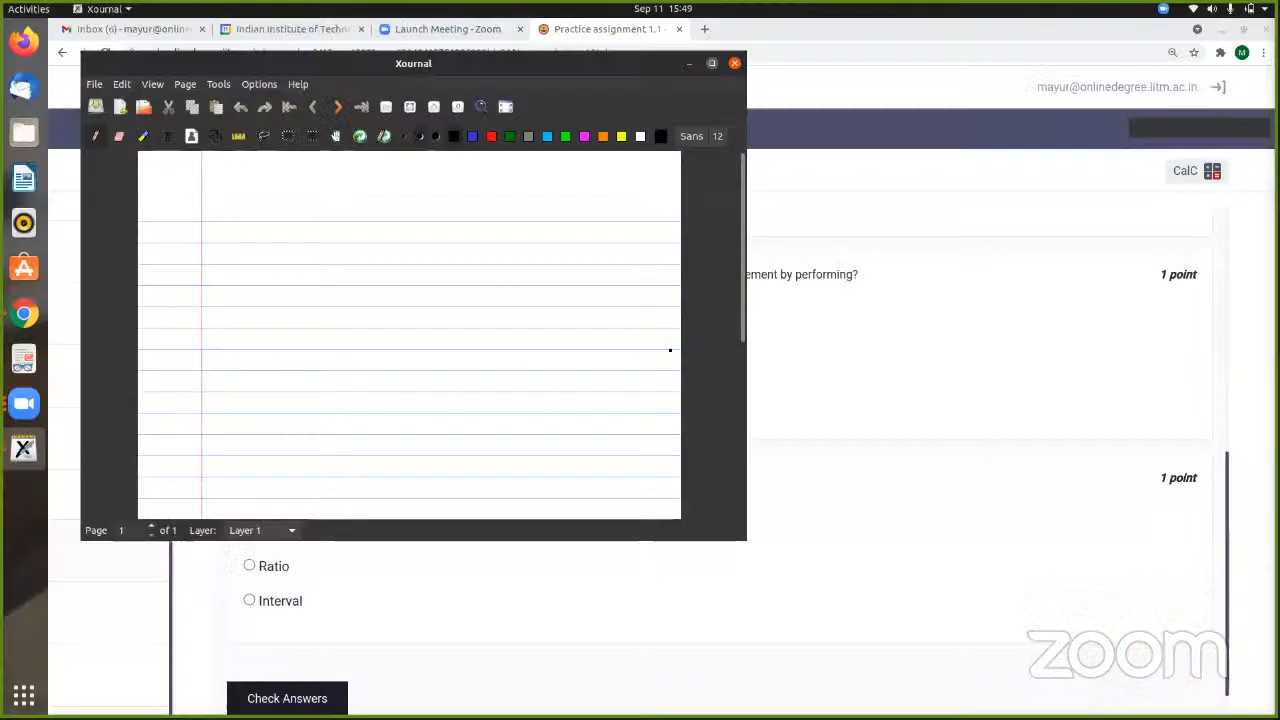 Activities
Xournal
Sep 11 15:49
Inbox (6) - mayur@online
Indian Institute of Techn
Launch Meeting - Zoom
Practice assignment 1.1 -
Xournal
mayur@onlinedegree.iitm.ac.in
File Edit View Page Tools Options Help
Sans 12
CalC
ement by performing?
1 point
1 point
Page 1 of 1 Layer: Layer 1
Ratio
Interval
Check Answers
zoom